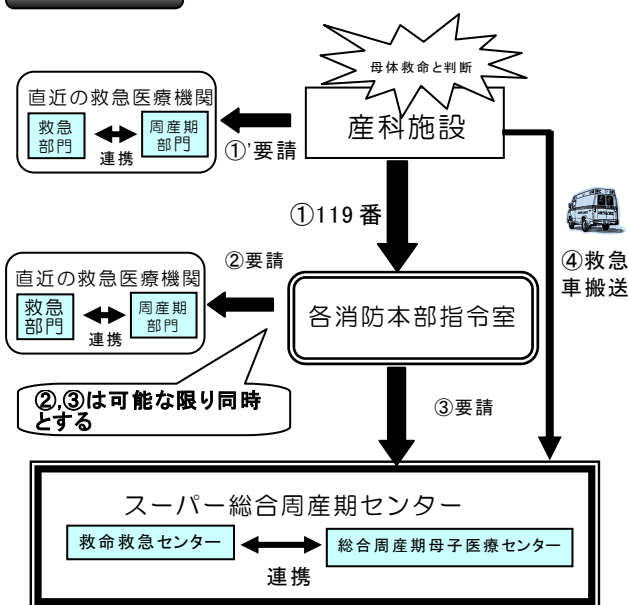 母体救命と判断
産科施設
直近の救急医療機関
救急
部門
周産期
部門
連携
①’要請
①119番
④救急
車搬送
②要請
直近の救急医療機関
救急
部門
周産期
部門
連携
各消防本部指令室
②,③は可能な限り同時
とする
③要請
スーパー総合周産期センター
救命救急センター
総合周産期母子医療センター
連携